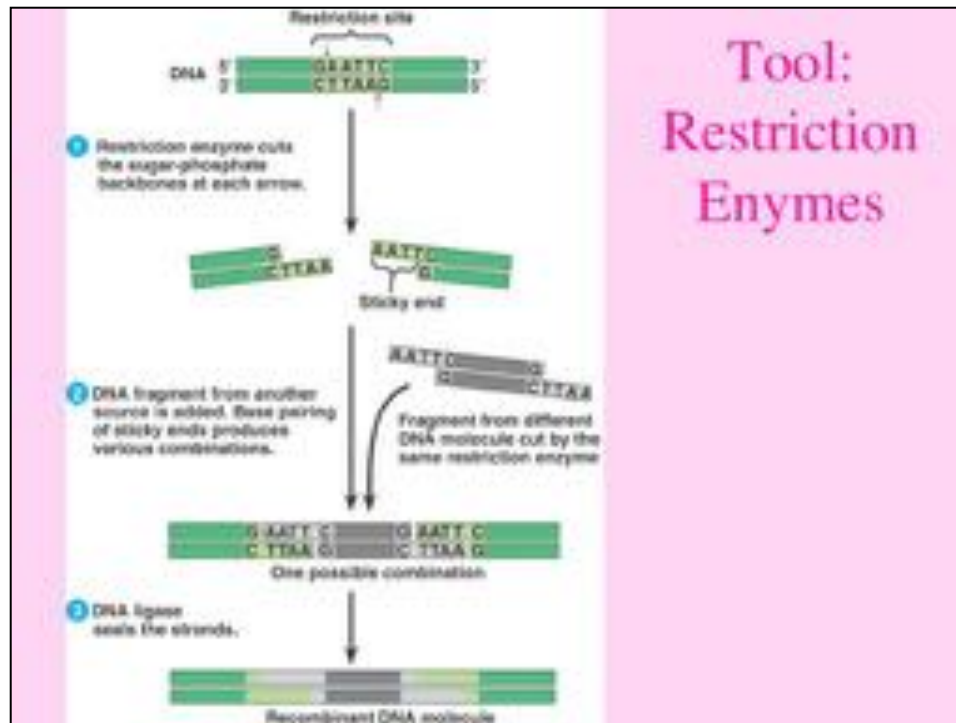 Restriction site
Tool:
Restriction
Enymes
DNA 5' GAATTC 3'
3' CTTAAG 5'
1 Restriction enzyme cuts
the sugar-phosphate
backbones at each arrow.
G AATTC
CTTAA G
Sticky end
AATTC G
G CTTAA
2 DNA fragment from another
source is added. Base pairing
of sticky ends produces
various combinations.
Fragment from different
DNA molecule cut by the
same restriction enzyme
G AATT C G AATT C
C TTAA G C TTAA G
One possible combination
3 DNA ligase
seals the strands.
Recombinant DNA molecule